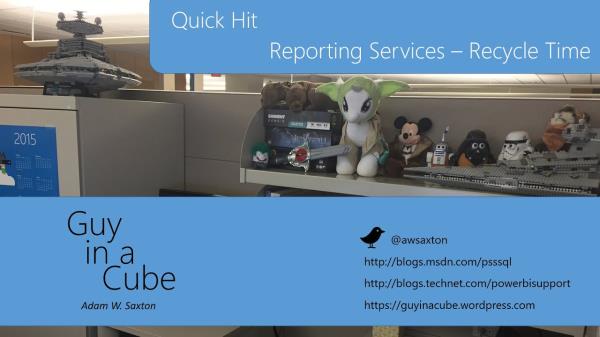 Quick Hit
Reporting Services – Recycle Time
2015
Guy
in a
Cube
Adam W. Saxton
@awsaxton
http://blogs.msdn.com/psssql
http://blogs.technet.com/powerbisupport
https://guyinacube.wordpress.com